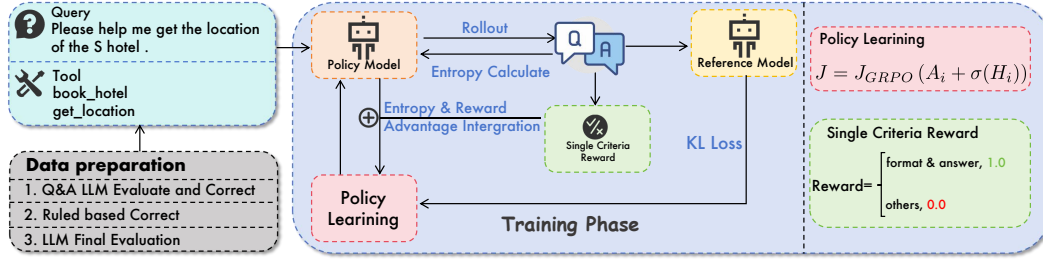 Query
Please help me get the location
of the S hotel .
Tool
book_hotel
get_location
Data preparation
1. Q&A LLM Evaluate and Correct
2. Ruled based Correct
3. LLM Final Evaluation
Policy Model
Rollout
Entropy Calculate
Q
A
Reference Model
Entropy & Reward
Advantage Intergration
Single Criteria
Reward
KL Loss
Policy
Learining
Training Phase
Policy Learining
J = J_{GRPO} (A_i + σ(H_i))
Single Criteria Reward
Reward=
format & answer, 1.0
others, 0.0